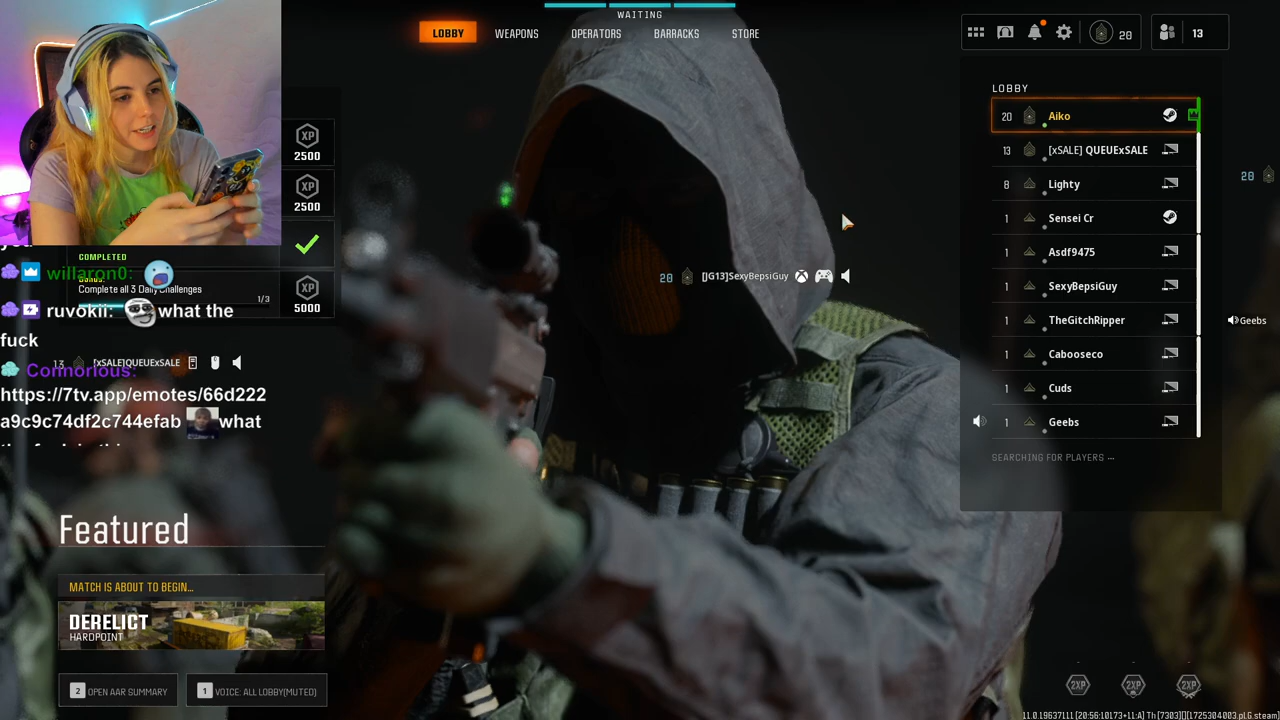 WAITING
LOBBY
WEAPONS
OPERATORS
BARRACKS
STORE
20
13
XP
2500
XP
2500
COMPLETED
Complete all 3 Daily Challenges
1/3
XP
5000
willaron0:
ruvokii: what the
fuck
13 [xSALE]QUEUExSALE
Connorious:
https://7tv.app/emotes/66d222
a9c9c74df2c744efab what
20 [JG13]SexyBepsiGuy
LOBBY
20 Aiko
13 [xSALE] QUEUExSALE
8 Lighty
1 Sensei Cr
1 Asdf9475
1 SexyBepsiGuy
1 TheGitchRipper
1 Cabooseco
1 Cuds
1 Geebs
SEARCHING FOR PLAYERS ...
20
Geebs
Featured
MATCH IS ABOUT TO BEGIN...
DERELICT
HARDPOINT
2 OPEN AAR SUMMARY
1 VOICE: ALL LOBBY(MUTED)
2XP
2XP
2XP